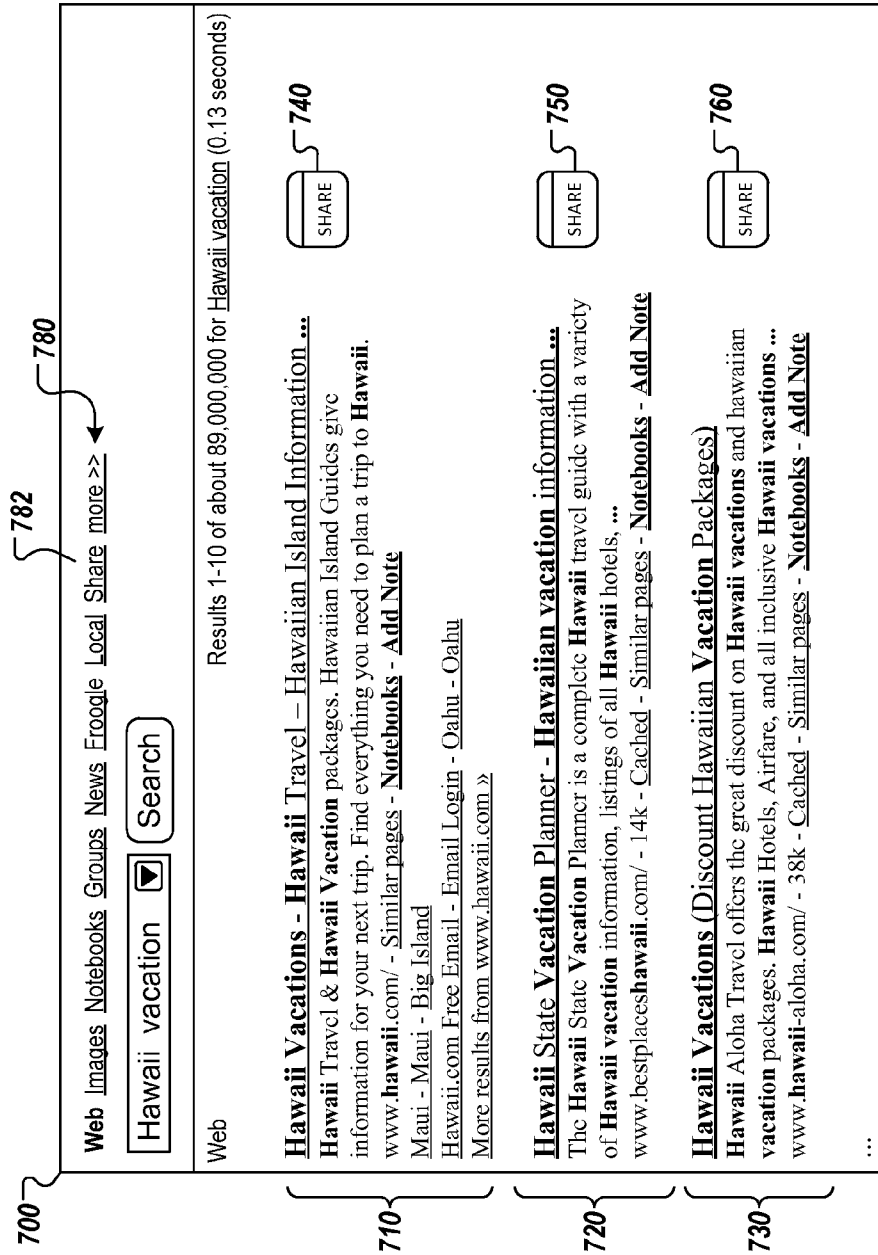 700
782
780
Web Images Notebooks Groups News Froogle Local Share more >>
Hawaii vacation Search
Web Results 1-10 of about 89,000,000 for Hawaii vacation (0.13 seconds)
710
Hawaii Vacations - Hawaii Travel – Hawaiian Island Information ...
Hawaii Travel & Hawaii Vacation packages. Hawaiian Island Guides give
information for your next trip. Find everything you need to plan a trip to Hawaii.
www.hawaii.com/ - Similar pages - Notebooks - Add Note
Maui - Maui - Big Island
Hawaii.com Free Email - Email Login - Oahu - Oahu
More results from www.hawaii.com »
SHARE
740
720
Hawaii State Vacation Planner - Hawaiian vacation information ...
The Hawaii State Vacation Planner is a complete Hawaii travel guide with a variety
of Hawaii vacation information, listings of all Hawaii hotels, ...
www.bestplaceshawaii.com/ - 14k - Cached - Similar pages - Notebooks - Add Note
SHARE
750
730
Hawaii Vacations (Discount Hawaiian Vacation Packages)
Hawaii Aloha Travel offers the great discount on Hawaii vacations and hawaiian
vacation packages. Hawaii Hotels, Airfare, and all inclusive Hawaii vacations ...
www.hawaii-aloha.com/ - 38k - Cached - Similar pages - Notebooks - Add Note
SHARE
760
...